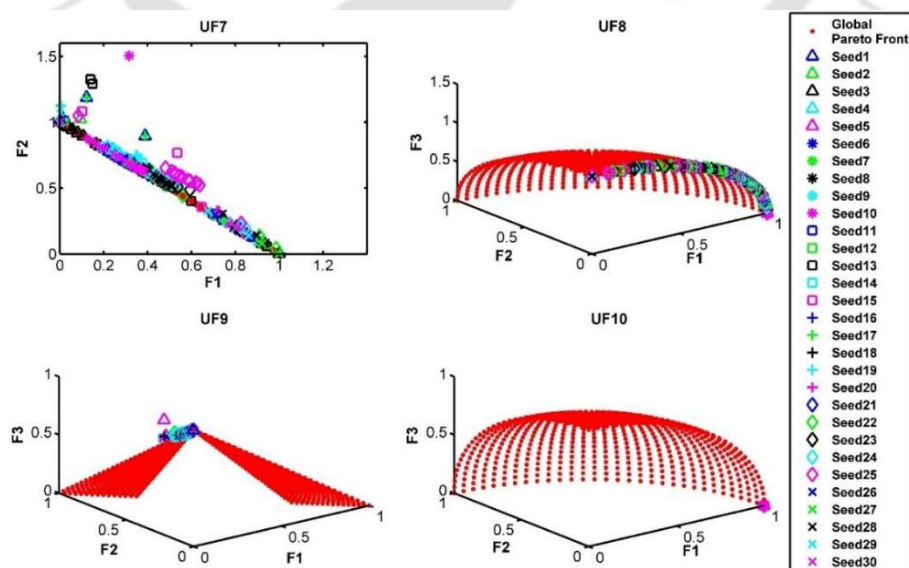 UF7
1.5
1
0.5
0
F2
0 0.2 0.4 0.6 0.8 1 1.2
F1
UF8
1.5
1
0.5
0
F3
1
0.5
0
F2
0
0.5
1
F1
UF9
1
0.5
0
F3
1
0.5
0
F2
0
0.5
1
F1
UF10
1
0.5
0
F3
1
0.5
0
F2
0
0.5
1
F1
Global
Pareto Front
Seed1
Seed2
Seed3
Seed4
Seed5
Seed6
Seed7
Seed8
Seed9
Seed10
Seed11
Seed12
Seed13
Seed14
Seed15
Seed16
Seed17
Seed18
Seed19
Seed20
Seed21
Seed22
Seed23
Seed24
Seed25
Seed26
Seed27
Seed28
Seed29
Seed30